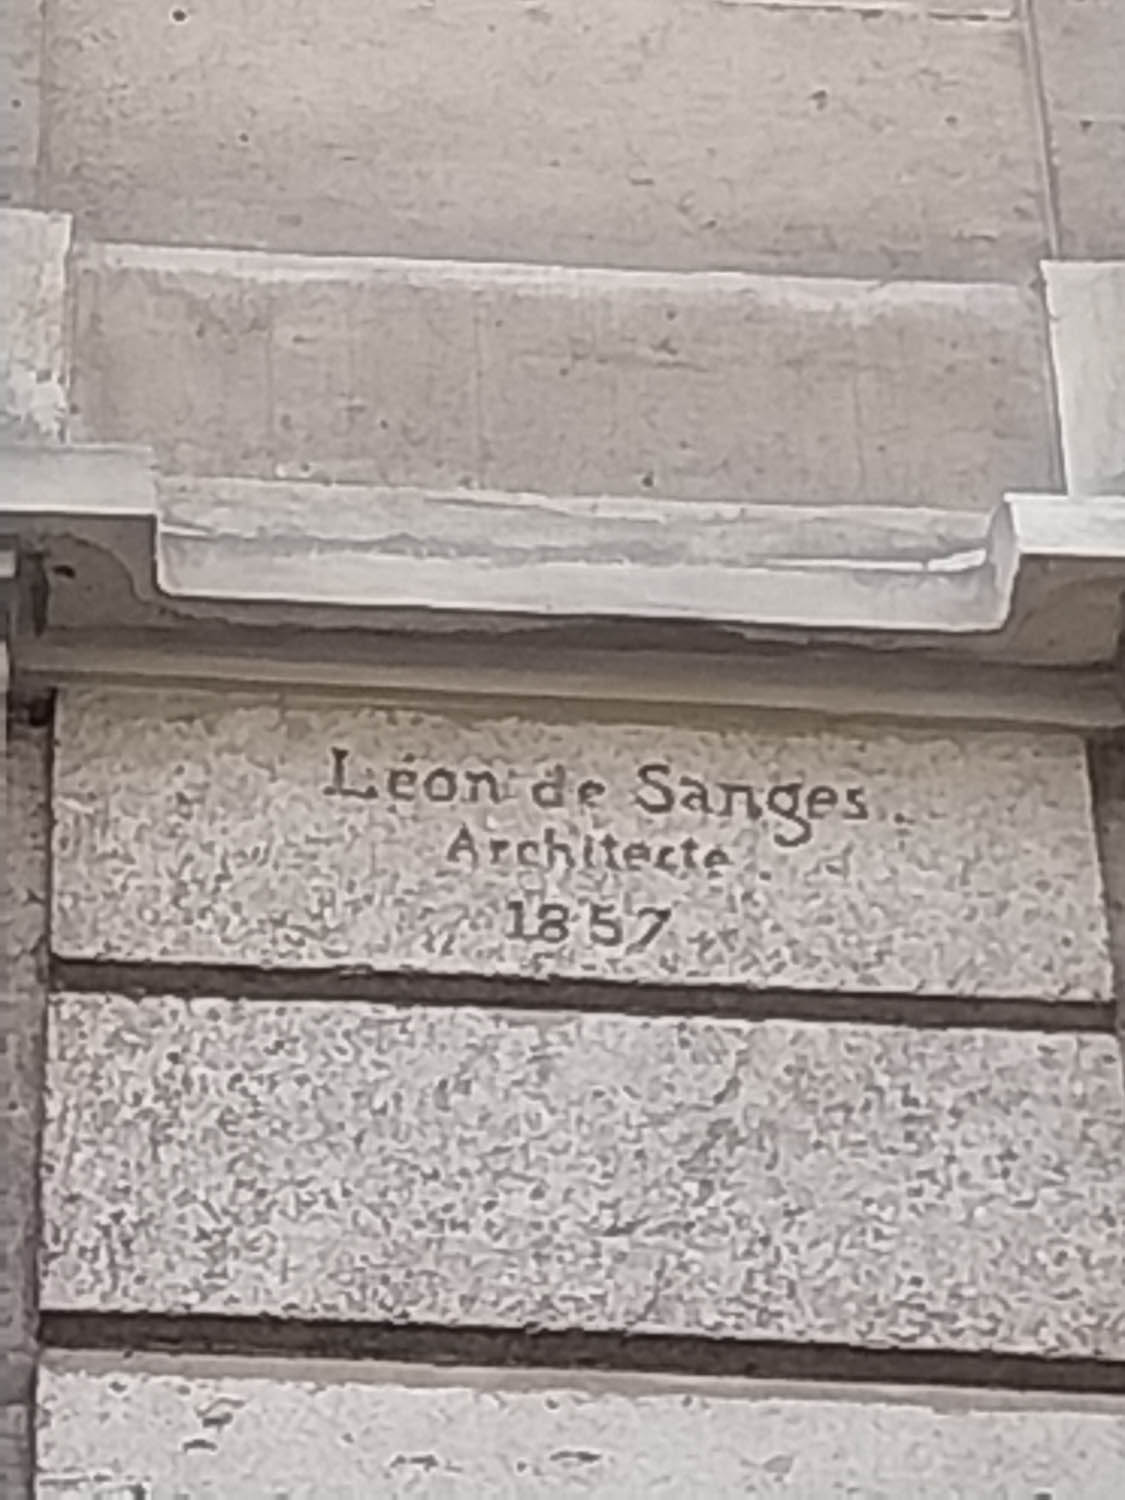 Léon de Sanges
Architecte
1857